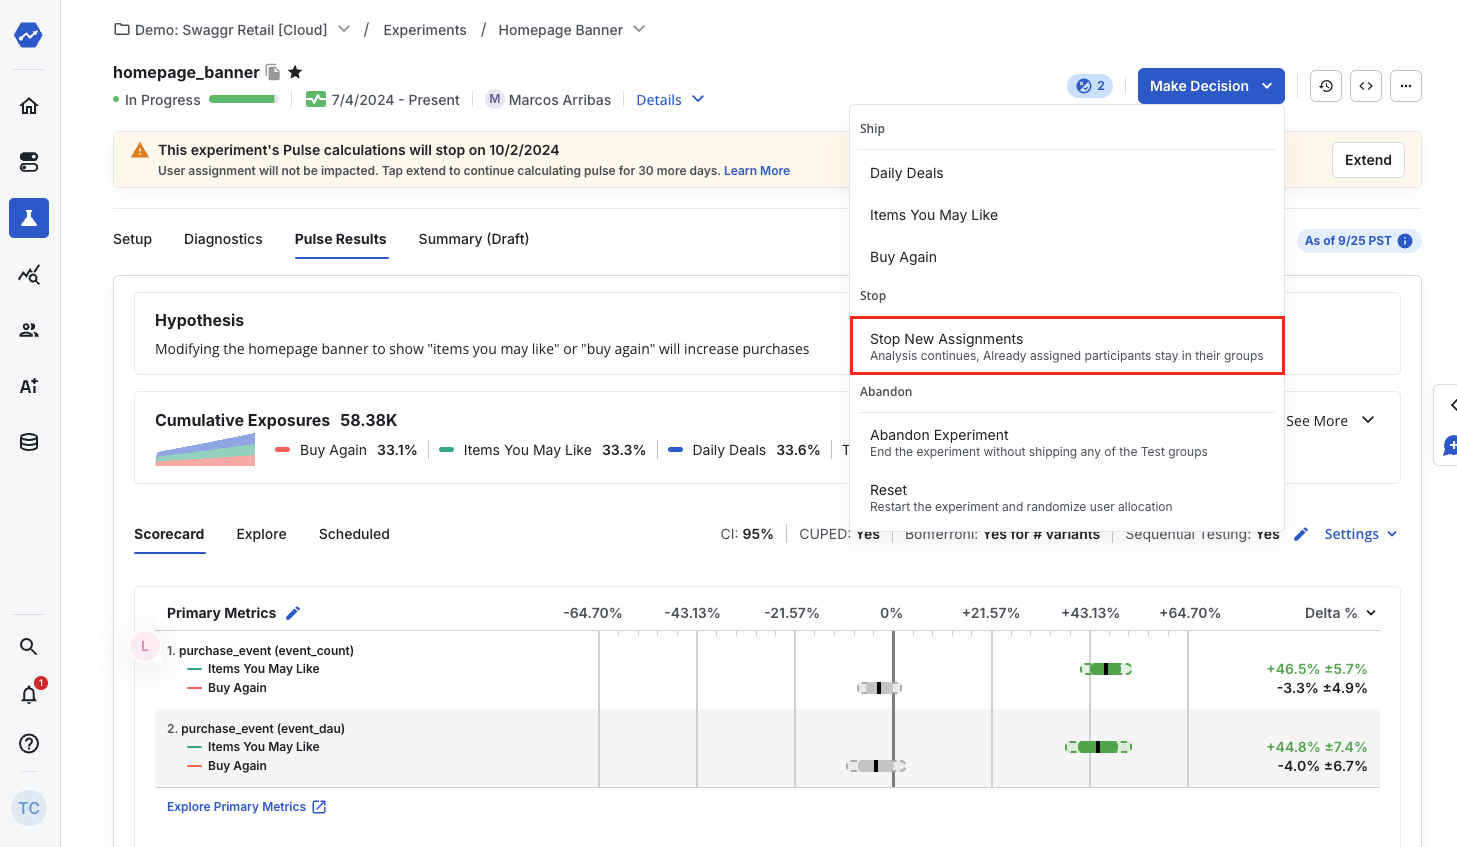 Demo: Swaggr Retail [Cloud] / Experiments / Homepage Banner
homepage_banner
In Progress 7/4/2024 - Present M Marcos Arribas Details
2 Make Decision
This experiment's Pulse calculations will stop on 10/2/2024
User assignment will not be impacted. Tap extend to continue calculating pulse for 30 more days. Learn More
Extend
Ship
Daily Deals
Items You May Like
Buy Again
Stop
Stop New Assignments
Analysis continues, Already assigned participants stay in their groups
Abandon
Abandon Experiment
End the experiment without shipping any of the Test groups
Reset
Restart the experiment and randomize user allocation
Setup Diagnostics Pulse Results Summary (Draft)
As of 9/25 PST
Hypothesis
Modifying the homepage banner to show "items you may like" or "buy again" will increase purchases
Cumulative Exposures 58.38K
See More
Buy Again 33.1% Items You May Like 33.3% Daily Deals 33.6% T
Scorecard Explore Scheduled
CI: 95% CUPED: Yes Bonferroni: Yes for # variants Sequential Testing: Yes Settings
Primary Metrics -64.70% -43.13% -21.57% 0% +21.57% +43.13% +64.70% Delta %
1. purchase_event (event_count)
Items You May Like +46.5% ±5.7%
Buy Again -3.3% ±4.9%
2. purchase_event (event_dau)
Items You May Like +44.8% ±7.4%
Buy Again -4.0% ±6.7%
Explore Primary Metrics
L
1
TC